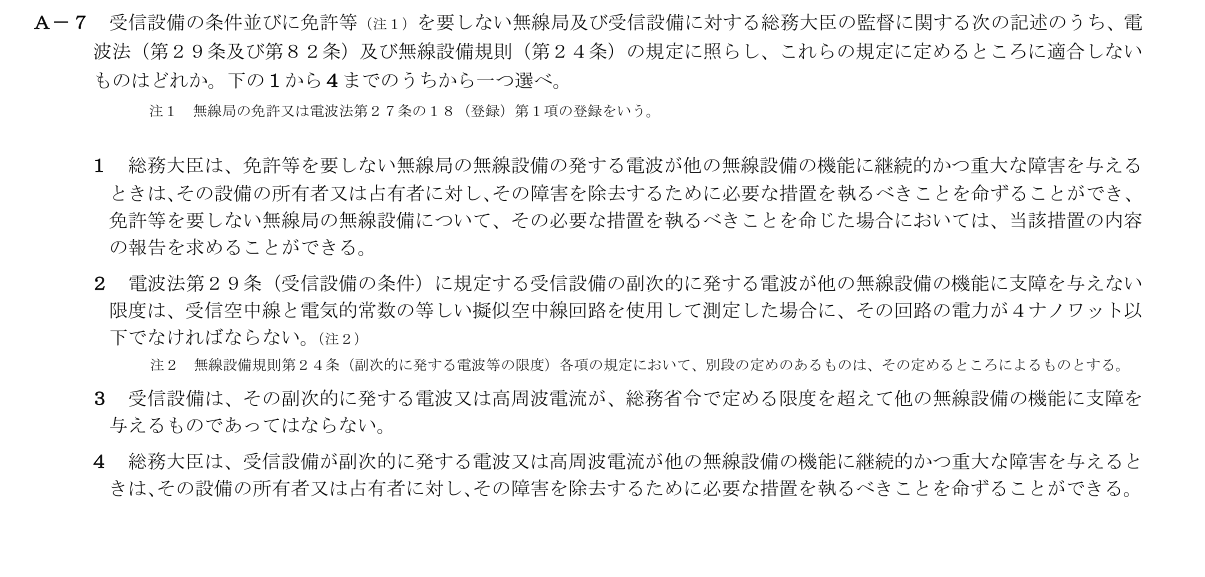 A－７　受信設備の条件並びに免許等（注１）を要しない無線局及び受信設備に対する総務大臣の監督に関する次の記述のうち、電
波法（第２９条及び第８２条）及び無線設備規則（第２４条）の規定に照らし、これらの規定に定めるところに適合しない
ものはどれか。下の１から４までのうちから一つ選べ。
注１　無線局の免許又は電波法第２７条の１８（登録）第１項の登録をいう。
１　総務大臣は、免許等を要しない無線局の無線設備の発する電波が他の無線設備の機能に継続的かつ重大な障害を与える
ときは、その設備の所有者又は占有者に対し、その障害を除去するために必要な措置を執るべきことを命ずることができ、
免許等を要しない無線局の無線設備について、その必要な措置を執るべきことを命じた場合においては、当該措置の内容
の報告を求めることができる。
２　電波法第２９条（受信設備の条件）に規定する受信設備の副次的に発する電波が他の無線設備の機能に支障を与えない
限度は、受信空中線と電気的常数の等しい擬似空中線回路を使用して測定した場合に、その回路の電力が４ナノワット以
下でなければならない。（注２）
注２　無線設備規則第２４条（副次的に発する電波等の限度）各項の規定において、別段の定めのあるものは、その定めるところによるものとする。
３　受信設備は、その副次的に発する電波又は高周波電流が、総務省令で定める限度を超えて他の無線設備の機能に支障を
与えるものであってはならない。
４　総務大臣は、受信設備が副次的に発する電波又は高周波電流が他の無線設備の機能に継続的かつ重大な障害を与えると
きは、その設備の所有者又は占有者に対し、その障害を除去するために必要な措置を執るべきことを命ずることができる。